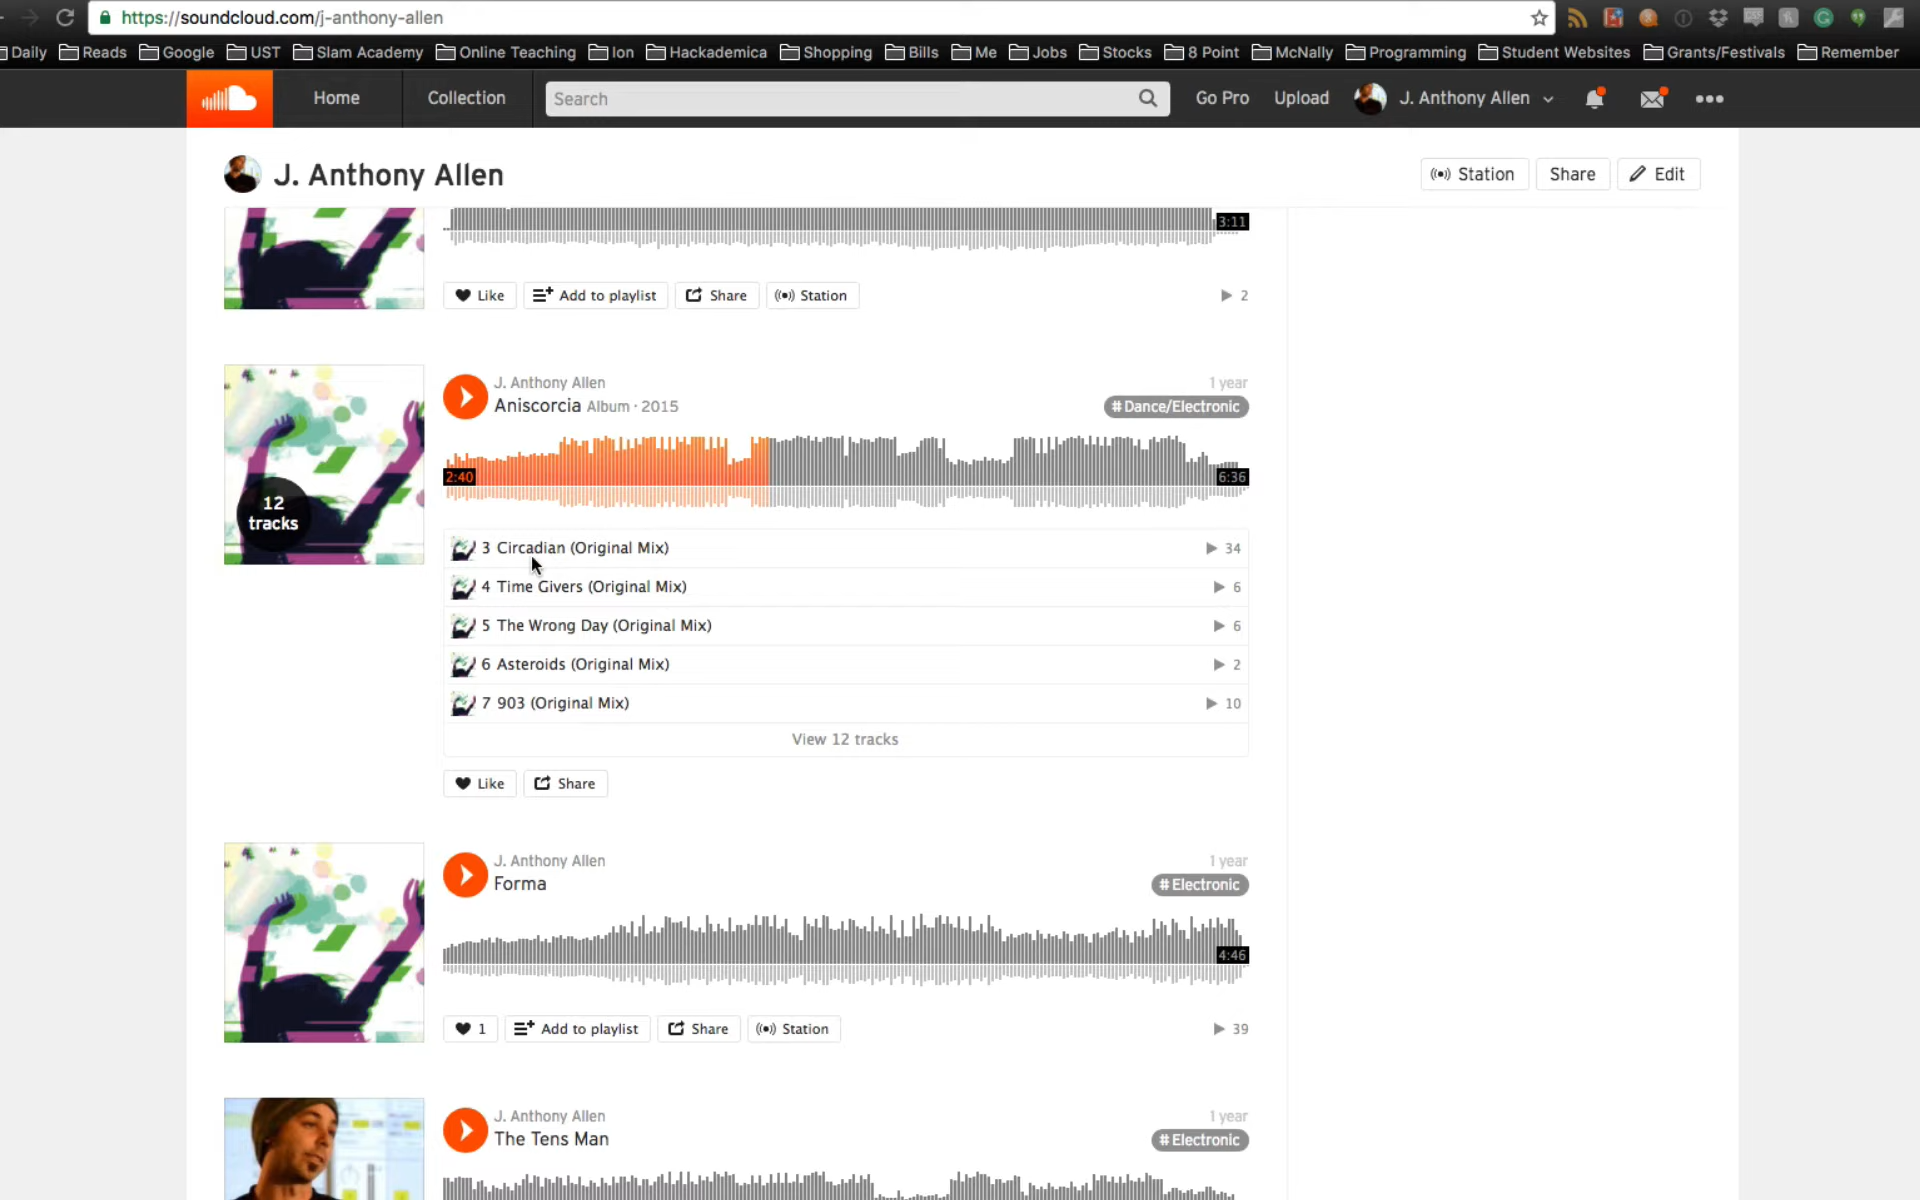 https://soundcloud.com/j-anthony-allen
Daily Reads Google UST Slam Academy Online Teaching Ion Hackademica Shopping Bills Me Jobs Stocks 8 Point McNally Programming Student Websites Grants/Festivals Remember
Home Collection Search Go Pro Upload J. Anthony Allen
J. Anthony Allen Station Share Edit
3:11
Like Add to playlist Share Station 2
J. Anthony Allen 1 year
Aniscorcia Album · 2015 # Dance/Electronic
2:40 6:36
12
tracks
3 Circadian (Original Mix) 34
4 Time Givers (Original Mix) 6
5 The Wrong Day (Original Mix) 6
6 Asteroids (Original Mix) 2
7 903 (Original Mix) 10
View 12 tracks
Like Share
J. Anthony Allen 1 year
Forma # Electronic
4:46
1 Add to playlist Share Station 39
J. Anthony Allen 1 year
The Tens Man # Electronic